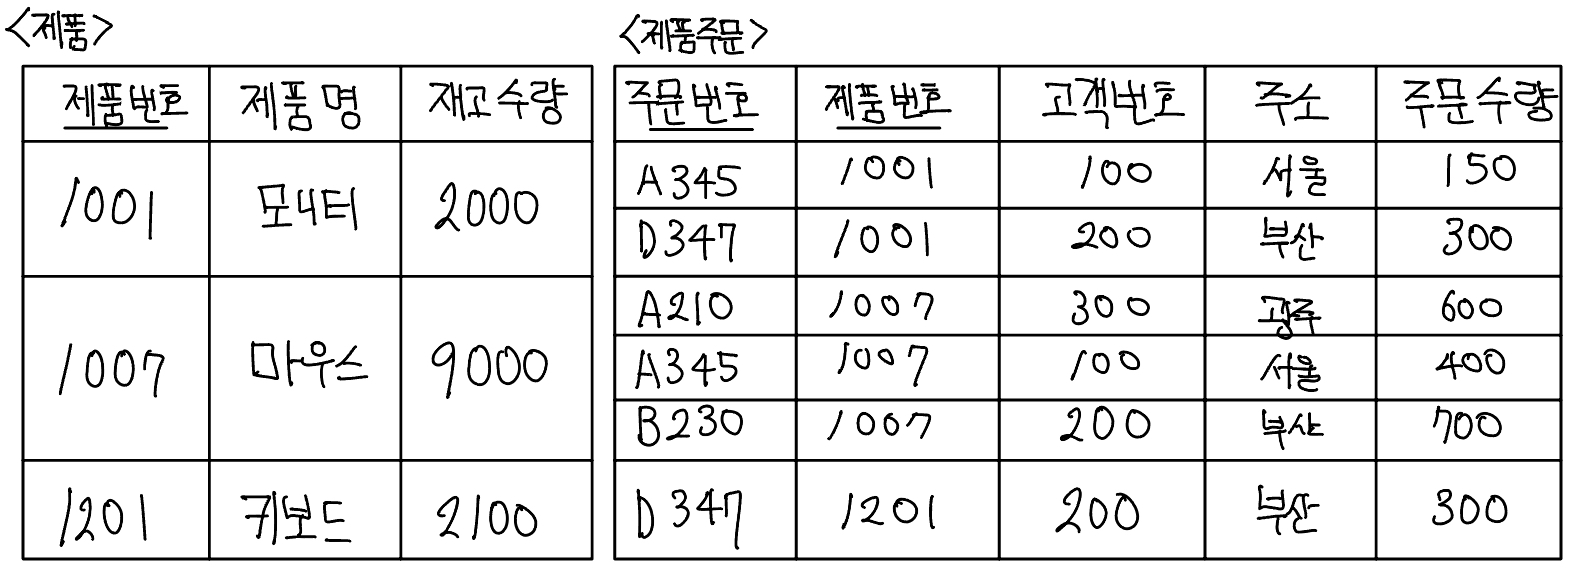 <제품>
제품번호 제품명 재고수량
1001 모니터 2000
1007 마우스 9000
1201 키보드 2100
<제품주문>
주문번호 제품번호 고객번호 주소 주문수량
A345 1001 100 서울 150
D347 1001 200 부산 300
A210 1007 300 광주 600
A345 1007 100 서울 400
B230 1007 200 부산 700
D347 1201 200 부산 300